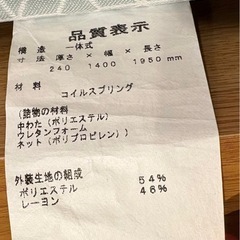 品質表示
構造 一体式
寸法 厚さ × 幅 × 長さ
240 1400 1950mm
材料
コイルスプリング
(詰物の材料
中わた(ポリエステル)
ウレタンフォーム
ネット(ポリプロピレン))
外装生地の組成
ポリエステル 54%
レーヨン 46%